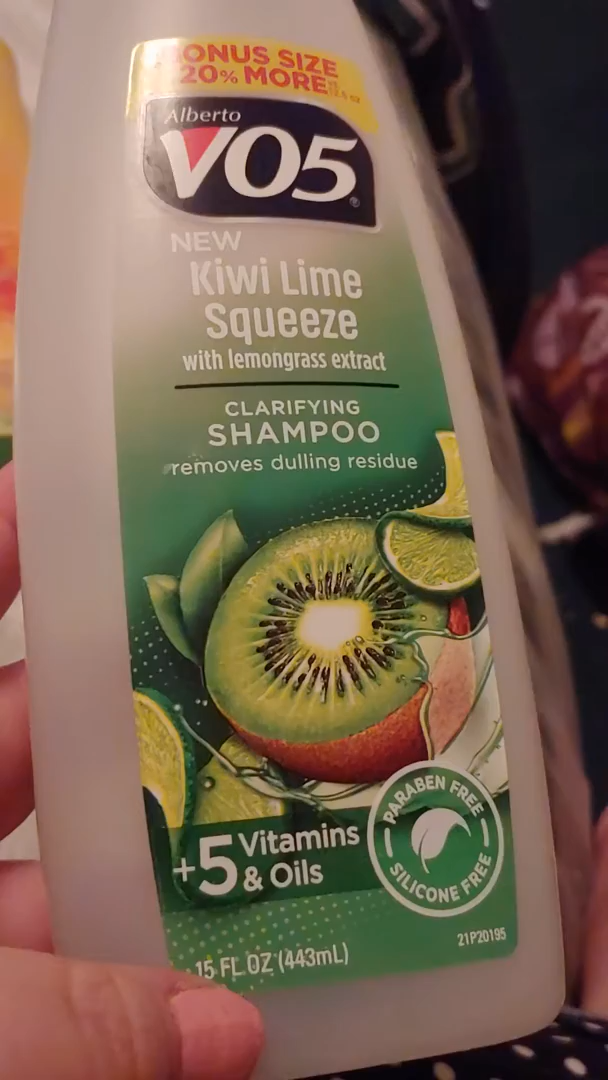 BONUS SIZE
20% MORE
Alberto
VO5®
NEW
Kiwi Lime
Squeeze
with lemongrass extract
CLARIFYING
SHAMPOO
removes dulling residue
+5 Vitamins
& Oils
PARABEN FREE
SILICONE FREE
15 FL OZ (443mL)
21P20195